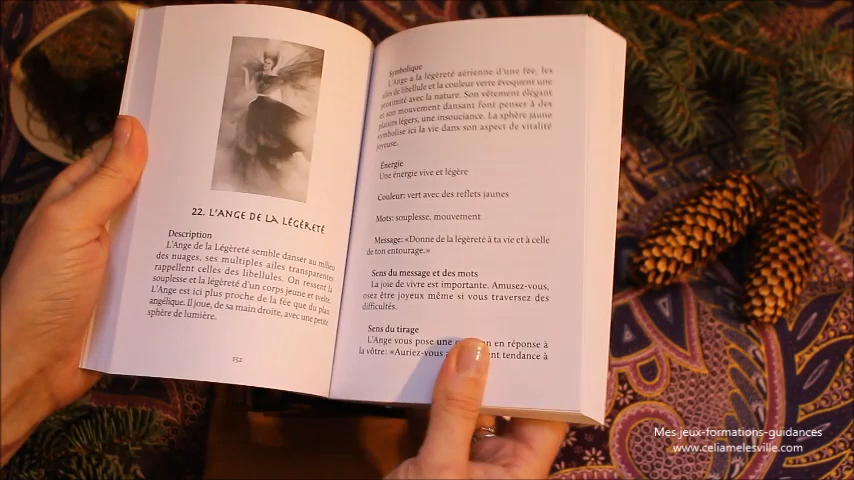 22. L'ANGE DE LA LÉGÈRETÉ
Description
L'Ange de la Légèreté semble danser au milieu
des nuages, ses multiples ailes transparentes
rappellent celles des libellules. On ressent la
souplesse et la légèreté d'un corps jeune et svelte.
L'Ange est ici plus proche de la fée que du plan
angélique. Il joue, de sa main droite, avec une petite
sphère de lumière.
152
Symbolique
L'Ange a la légèreté aérienne d'une fée, les
ailes de libellule et la couleur verte évoquent une
proximité avec la nature. Son vêtement élégant
et son mouvement dansant font penser à des
plaisirs légers, une insouciance. La sphère jaune
symbolise ici la vie dans son aspect de vitalité
joyeuse.
Énergie
Une énergie vive et légère
Couleur: vert avec des reflets jaunes
Mots: souplesse, mouvement
Message: «Donne de la légèreté à ta vie et à celle
de ton entourage.»
Sens du message et des mots
La joie de vivre est importante. Amusez-vous,
osez être joyeux même si vous traversez des
difficultés.
Sens du tirage
L'Ange vous pose une en réponse à
la vôtre: «Auriez-vous tendance à
Mes jeux-formations-guidances
www.celiamelesville.com